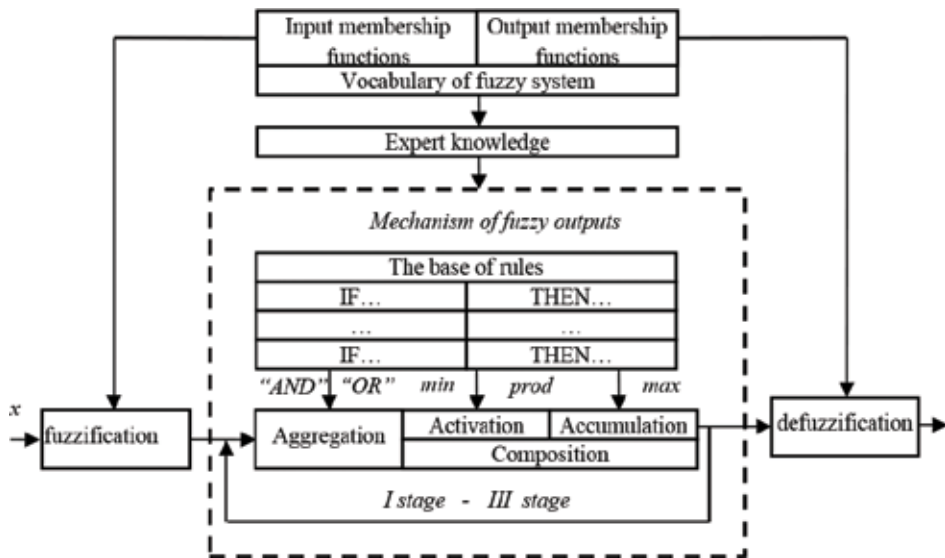 Input membership functions
Output membership functions
Vocabulary of fuzzy system
Expert knowledge
Mechanism of fuzzy outputs
The base of rules
IF… THEN…
… …
IF… THEN…
“AND” “OR” min prod max
x
fuzzification
Aggregation
Activation
Accumulation
Composition
defuzzification
I stage - III stage